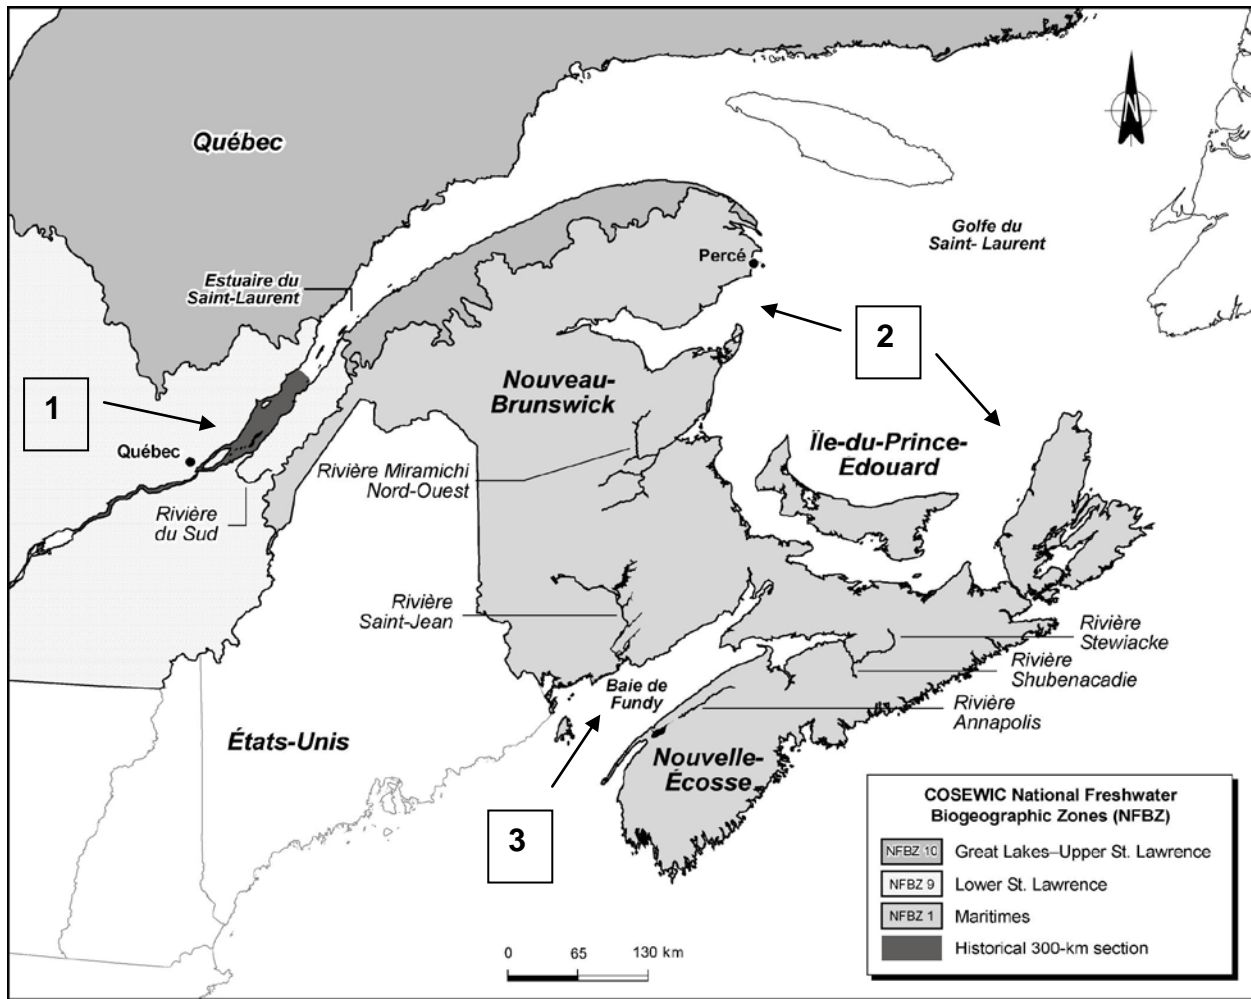 Québec
Golfe du
Saint- Laurent
Percé
Estuaire du
Saint-Laurent
2
1
Nouveau-
Brunswick
Québec
Île-du-Prince-
Edouard
Rivière Miramichi
Nord-Ouest
Rivière
du Sud
Rivière
Saint-Jean
Rivière
Stewiacke
Rivière
Shubenacadie
Baie de
Fundy
Rivière
Annapolis
États-Unis
Nouvelle-
Écosse
3
COSEWIC National Freshwater
Biogeographic Zones (NFBZ)
NFBZ 10 Great Lakes–Upper St. Lawrence
NFBZ 9 Lower St. Lawrence
NFBZ 1 Maritimes
Historical 300-km section
0 65 130 km
N